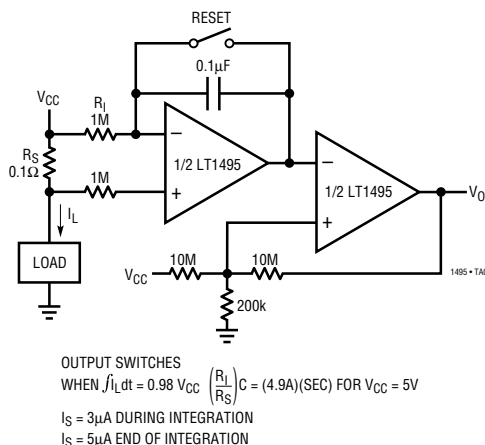 RESET
0.1µF
VCC
RI
1M
RS
0.1Ω
1M
IL
LOAD
−
+
1/2 LT1495
−
+
1/2 LT1495
VO
VCC
10M
10M
200k
1495 • TA0
OUTPUT SWITCHES
WHEN ∫ILdt = 0.98 VCC (RI/RS)C = (4.9A)(SEC) FOR VCC = 5V
IS = 3µA DURING INTEGRATION
IS = 5µA END OF INTEGRATION